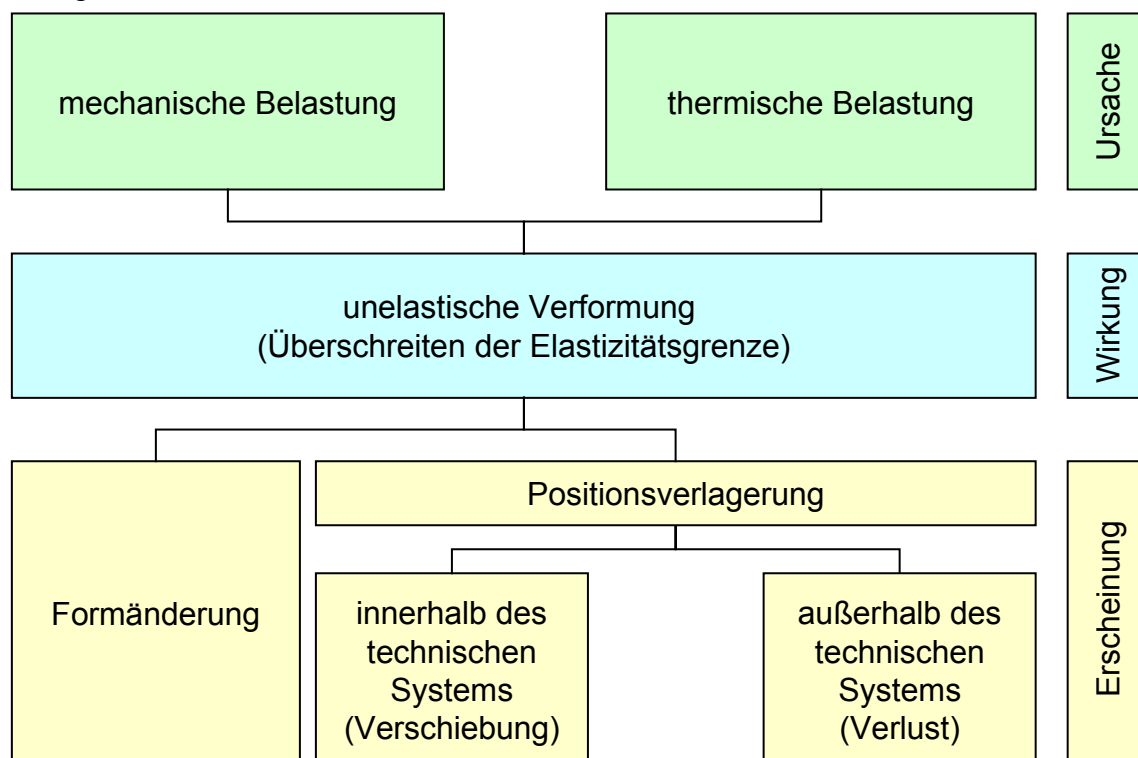 mechanische Belastung
thermische Belastung
Ursache
unelastische Verformung
(Überschreiten der Elastizitätsgrenze)
Wirkung
Formänderung
Positionsverlagerung
innerhalb des
technischen
Systems
(Verschiebung)
außerhalb des
technischen
Systems
(Verlust)
Erscheinung